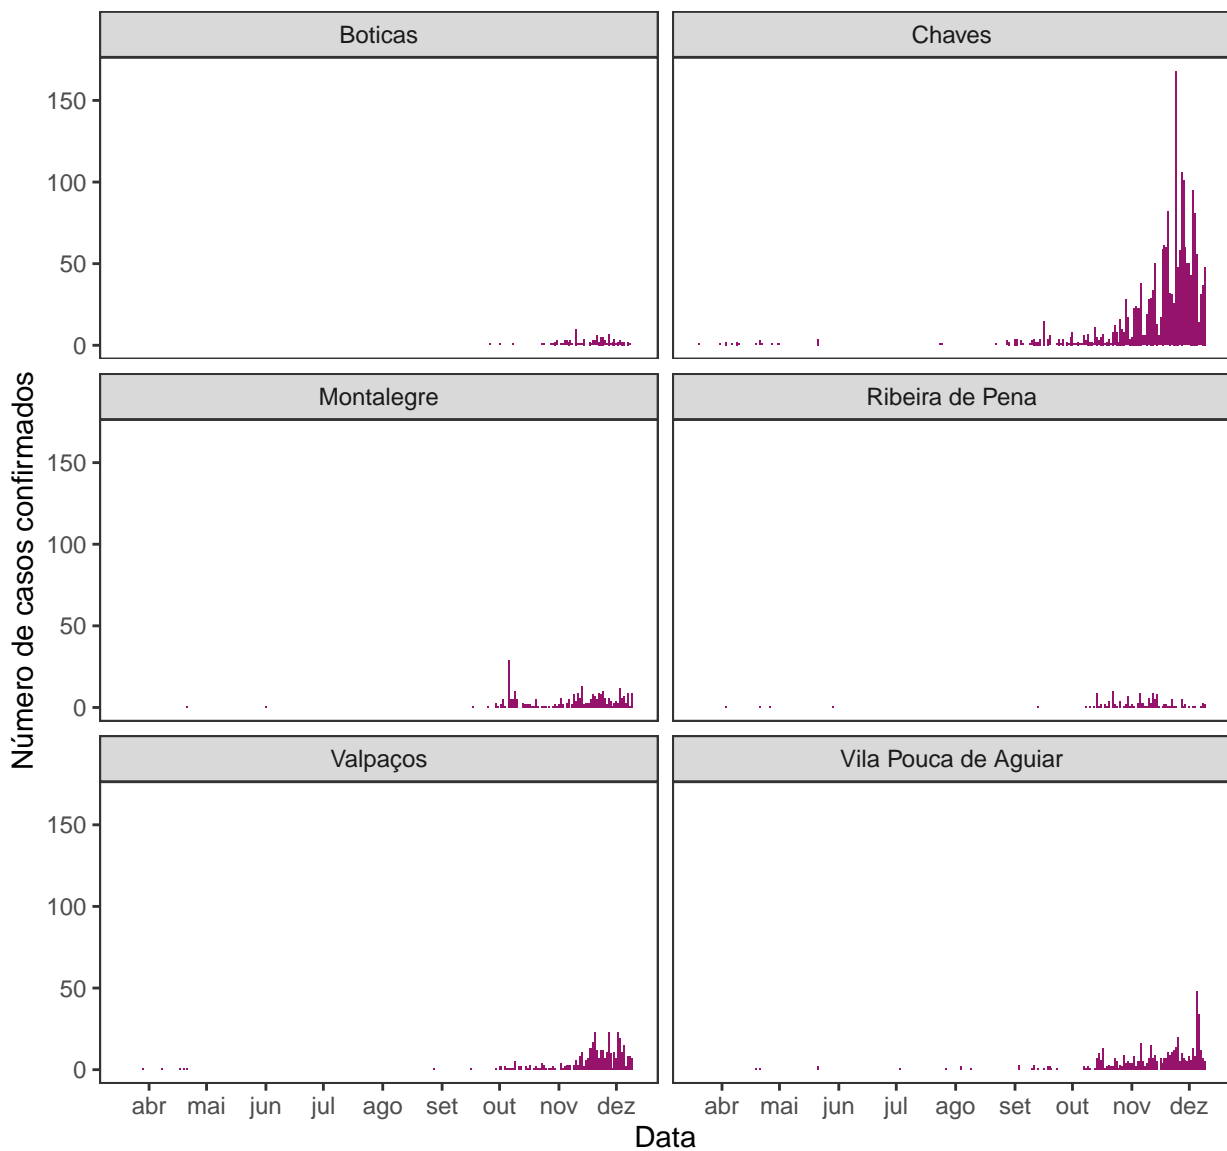 Boticas
Chaves
150
100
50
0
Montalegre
Ribeira de Pena
150
100
50
0
Valpaços
Vila Pouca de Aguiar
150
100
50
0
abr mai jun jul ago set out nov dez
abr mai jun jul ago set out nov dez
Data
Número de casos confirmados